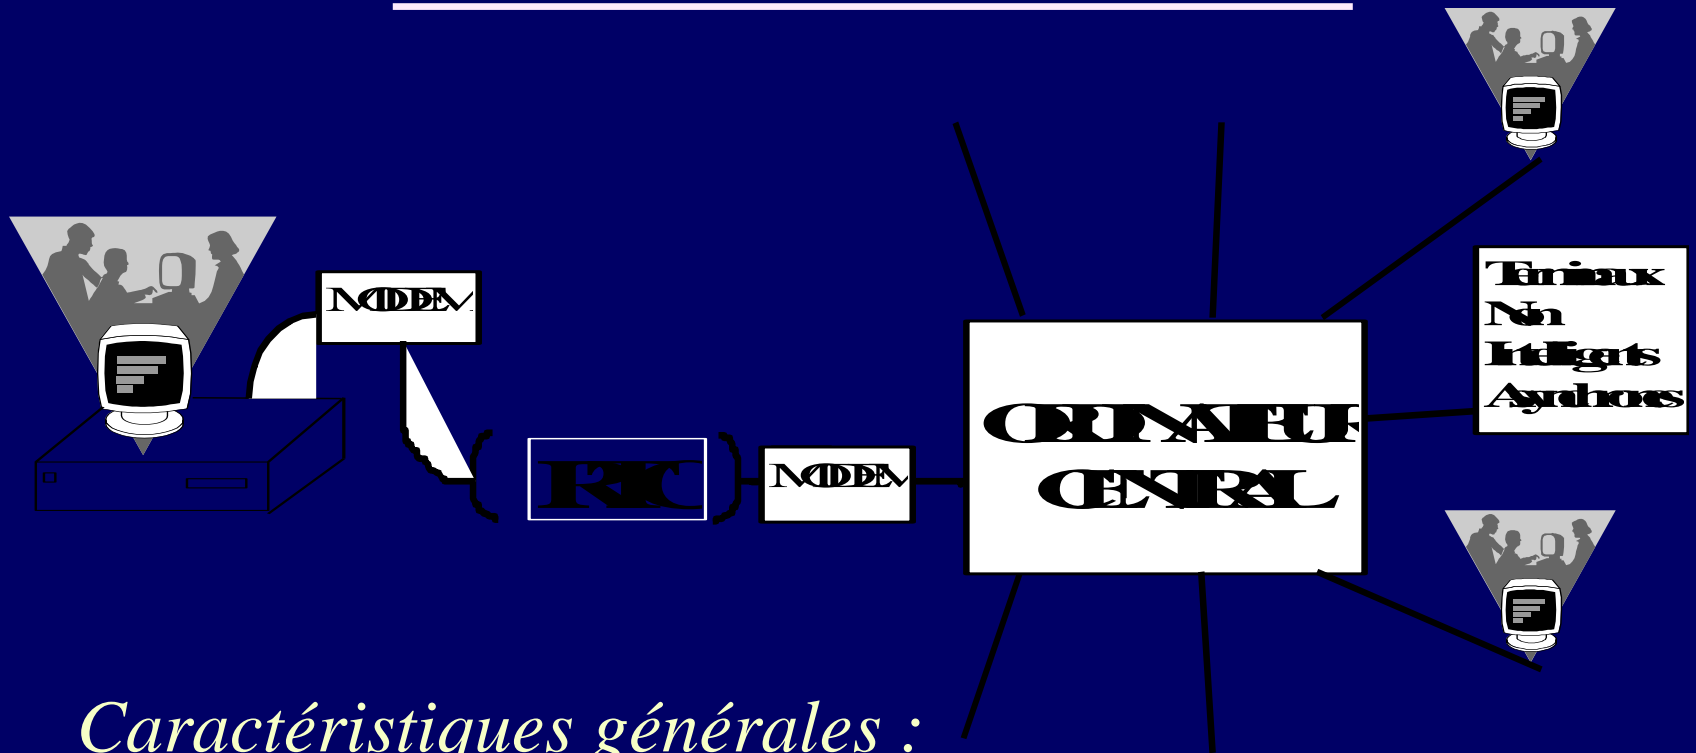 MODEM
Terminaux
Non
Intelligents
Asynchrones
ORDINATEUR
CENTRAL
RTC
MODEM
Caractéristiques générales :